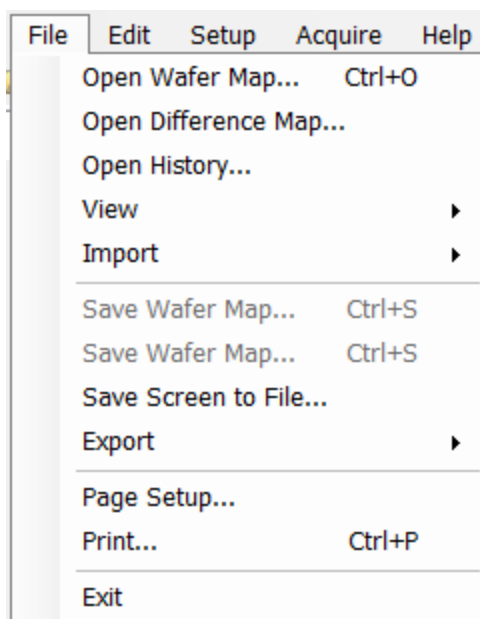 File Edit Setup Acquire Help
Open Wafer Map... Ctrl+O
Open Difference Map...
Open History...
View
Import
Save Wafer Map... Ctrl+S
Save Wafer Map... Ctrl+S
Save Screen to File...
Export
Page Setup...
Print... Ctrl+P
Exit